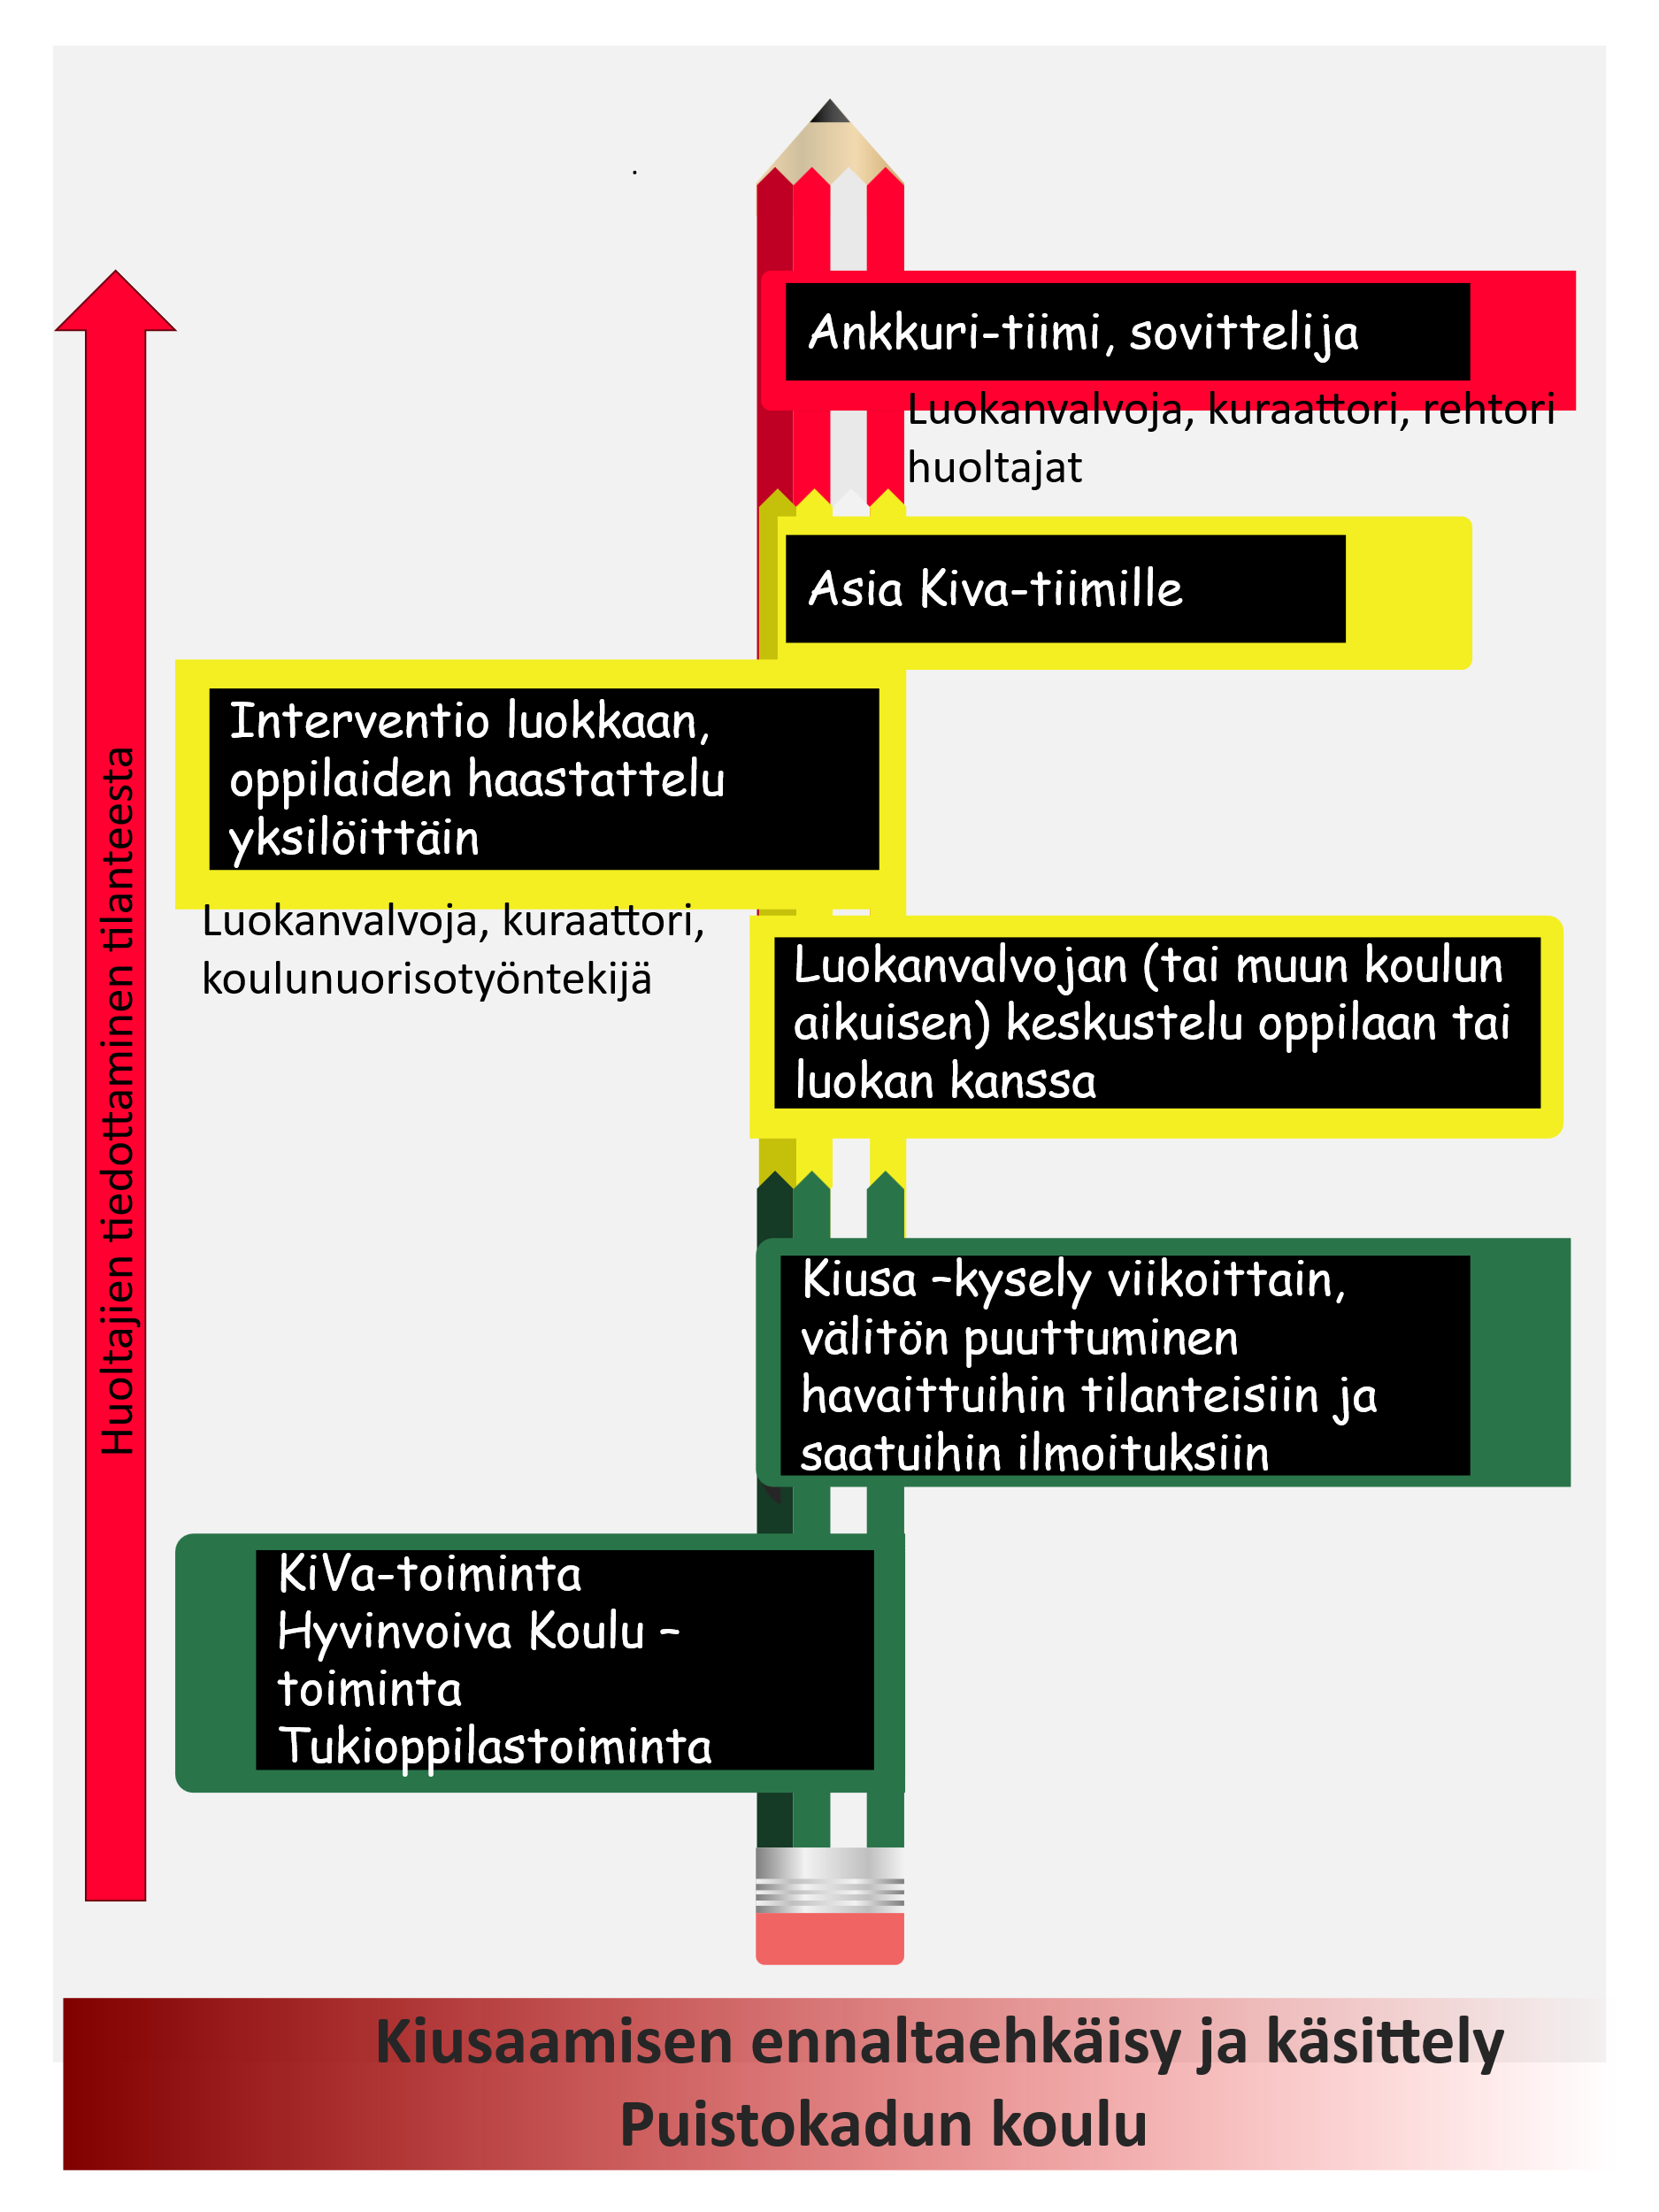 Ankkuri-tiimi, sovittelija
Luokanvalvoja, kuraattori, rehtori
huoltajat
Asia Kiva-tiimille
Interventio luokkaan,
oppilaiden haastattelu
yksilöittäin
Luokanvalvoja, kuraattori,
koulunuorisotyöntekijä
Luokanvalvojan (tai muun koulun
aikuisen) keskustelu oppilaan tai
luokan kanssa
Huoltajien tiedottaminen tilanteesta
Kiusa –kysely viikoittain,
välitön puuttuminen
havaittuihin tilanteisiin ja
saatuihin ilmoituksiin
KiVa-toiminta
Hyvinvoiva Koulu –
toiminta
Tukioppilastoiminta
Kiusaamisen ennaltaehkäisy ja käsittely
Puistokadun koulu